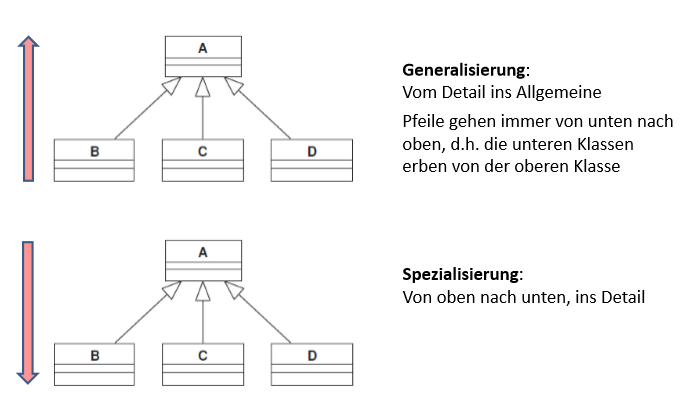 A
B
C
D
Generalisierung:
Vom Detail ins Allgemeine
Pfeile gehen immer von unten nach
oben, d.h. die unteren Klassen
erben von der oberen Klasse
A
B
C
D
Spezialisierung:
Von oben nach unten, ins Detail